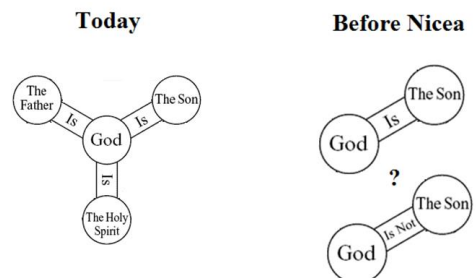 Today
The
Father
Is
God
Is
The Son
Is
The Holy
Spirit
Before Nicea
The Son
Is
God
?
The Son
Is Not
God